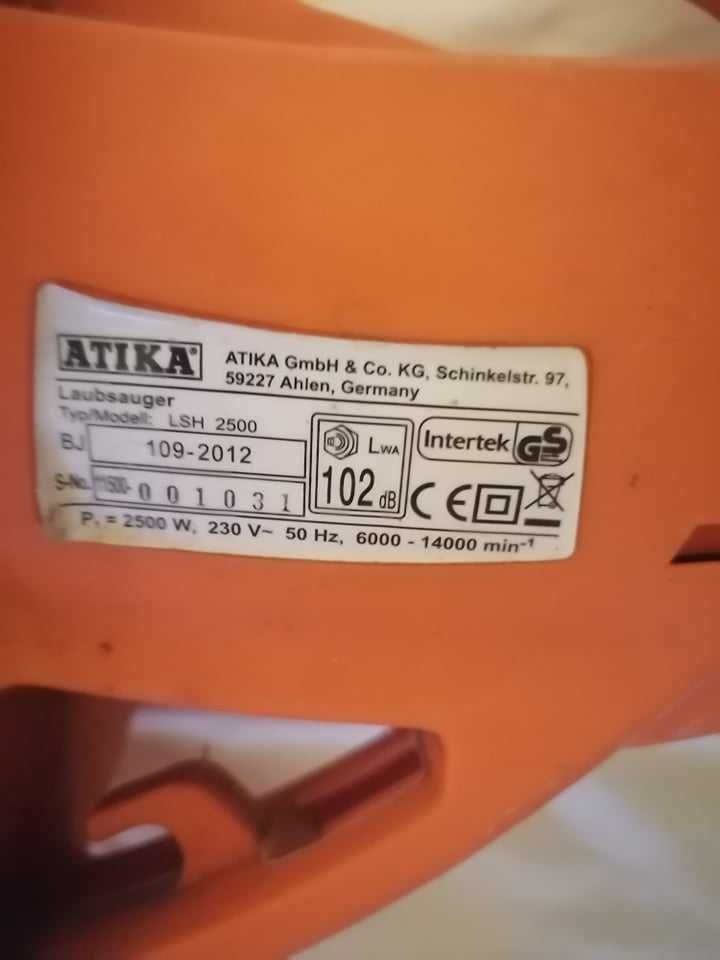 ATIKA®
ATIKA GmbH & Co. KG, Schinkelstr. 97,
59227 Ahlen, Germany
Laubsauger
Typ/Modell: LSH 2500
BJ 109-2012
S-No. 11500- 001031
LWA
102 dB
Intertek GS
CE
P₁ = 2500 W, 230 V~ 50 Hz, 6000 - 14000 min⁻¹